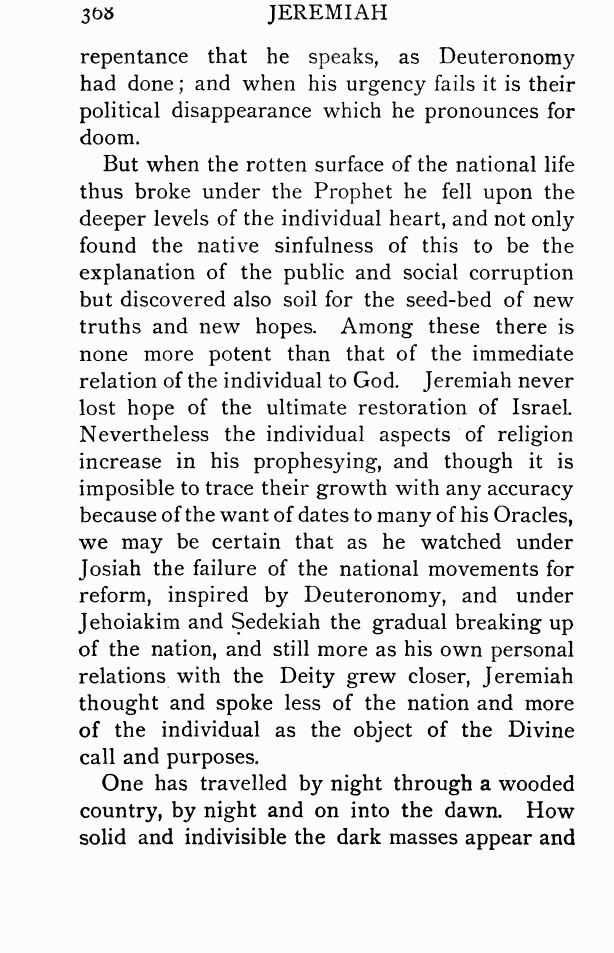 368 JEREMIAH
repentance that he speaks, as Deuteronomy
had done; and when his urgency fails it is their
political disappearance which he pronounces for
doom.
But when the rotten surface of the national life
thus broke under the Prophet he fell upon the
deeper levels of the individual heart, and not only
found the native sinfulness of this to be the
explanation of the public and social corruption
but discovered also soil for the seed-bed of new
truths and new hopes. Among these there is
none more potent than that of the immediate
relation of the individual to God. Jeremiah never
lost hope of the ultimate restoration of Israel.
Nevertheless the individual aspects of religion
increase in his prophesying, and though it is
imposible to trace their growth with any accuracy
because of the want of dates to many of his Oracles,
we may be certain that as he watched under
Josiah the failure of the national movements for
reform, inspired by Deuteronomy, and under
Jehoiakim and Ṣedekiah the gradual breaking up
of the nation, and still more as his own personal
relations with the Deity grew closer, Jeremiah
thought and spoke less of the nation and more
of the individual as the object of the Divine
call and purposes.
One has travelled by night through a wooded
country, by night and on into the dawn. How
solid and indivisible the dark masses appear and